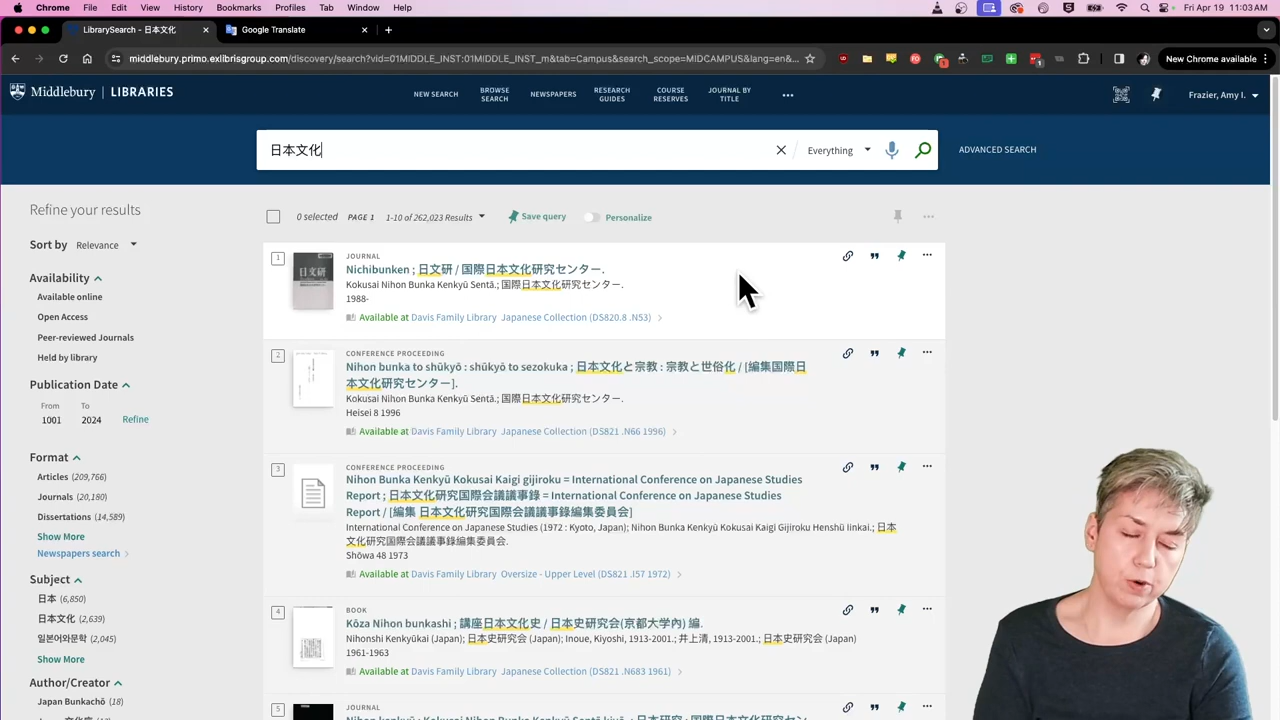 Chrome File Edit View History Bookmarks Profiles Tab Window Help
Fri Apr 19 11:03 AM
LibrarySearch - 日本文化
Google Translate
middlebury.primo.exlibrisgroup.com/discovery/search?vid=01MIDDLE_INST:01MIDDLE_INST_m&tab=Campus&search_scope=MIDCAMPUS&lang=en&...
New Chrome available
Middlebury | LIBRARIES
NEW SEARCH
BROWSE SEARCH
NEWSPAPERS
RESEARCH GUIDES
COURSE RESERVES
JOURNAL BY TITLE
Frazier, Amy I.
日本文化
Everything
ADVANCED SEARCH
Refine your results
Sort by Relevance
Availability
Available online
Open Access
Peer-reviewed Journals
Held by library
Publication Date
From To
1001 2024 Refine
Format
Articles (209,766)
Journals (20,180)
Dissertations (14,589)
Show More
Newspapers search
Subject
日本 (6,850)
日本文化 (2,639)
일본어와문학 (2,045)
Show More
Author/Creator
Japan Bunkachō (18)
0 selected PAGE 1 1-10 of 262,023 Results Save query Personalize
1
JOURNAL
Nichibunken ; 日文研 / 国際日本文化研究センター.
Kokusai Nihon Bunka Kenkyū Sentā.; 国際日本文化研究センター.
1988-
Available at Davis Family Library Japanese Collection (DS820.8 .N53)
2
CONFERENCE PROCEEDING
Nihon bunka to shūkyō : shūkyō to sezokuka ; 日本文化と宗教 : 宗教と世俗化 / [編集国際日
本文化研究センター].
Kokusai Nihon Bunka Kenkyū Sentā.; 国際日本文化研究センター.
Heisei 8 1996
Available at Davis Family Library Japanese Collection (DS821 .N66 1996)
3
CONFERENCE PROCEEDING
Nihon Bunka Kenkyū Kokusai Kaigi gijiroku = International Conference on Japanese Studies
Report ; 日本文化研究国際会議議事錄 = International Conference on Japanese Studies
Report / [編集 日本文化研究国際会議議事錄編集委員会]
International Conference on Japanese Studies (1972 : Kyoto, Japan); Nihon Bunka Kenkyū Kokusai Kaigi Gijiroku Henshū Iinkai.; 日本
文化研究国際会議議事錄編集委員会.
Shōwa 48 1973
Available at Davis Family Library Oversize - Upper Level (DS821 .I57 1972)
4
BOOK
Kōza Nihon bunkashi ; 講座日本文化史 / 日本史研究会(京都大学內) 編.
Nihonshi Kenkyūkai (Japan); Inoue, Kiyoshi, 1913-2001.; 井上清, 1913-2001.; 日本史研究会 (Japan)
1961-1963
Available at Davis Family Library Japanese Collection (DS821 .N683 1961)
5
JOURNAL